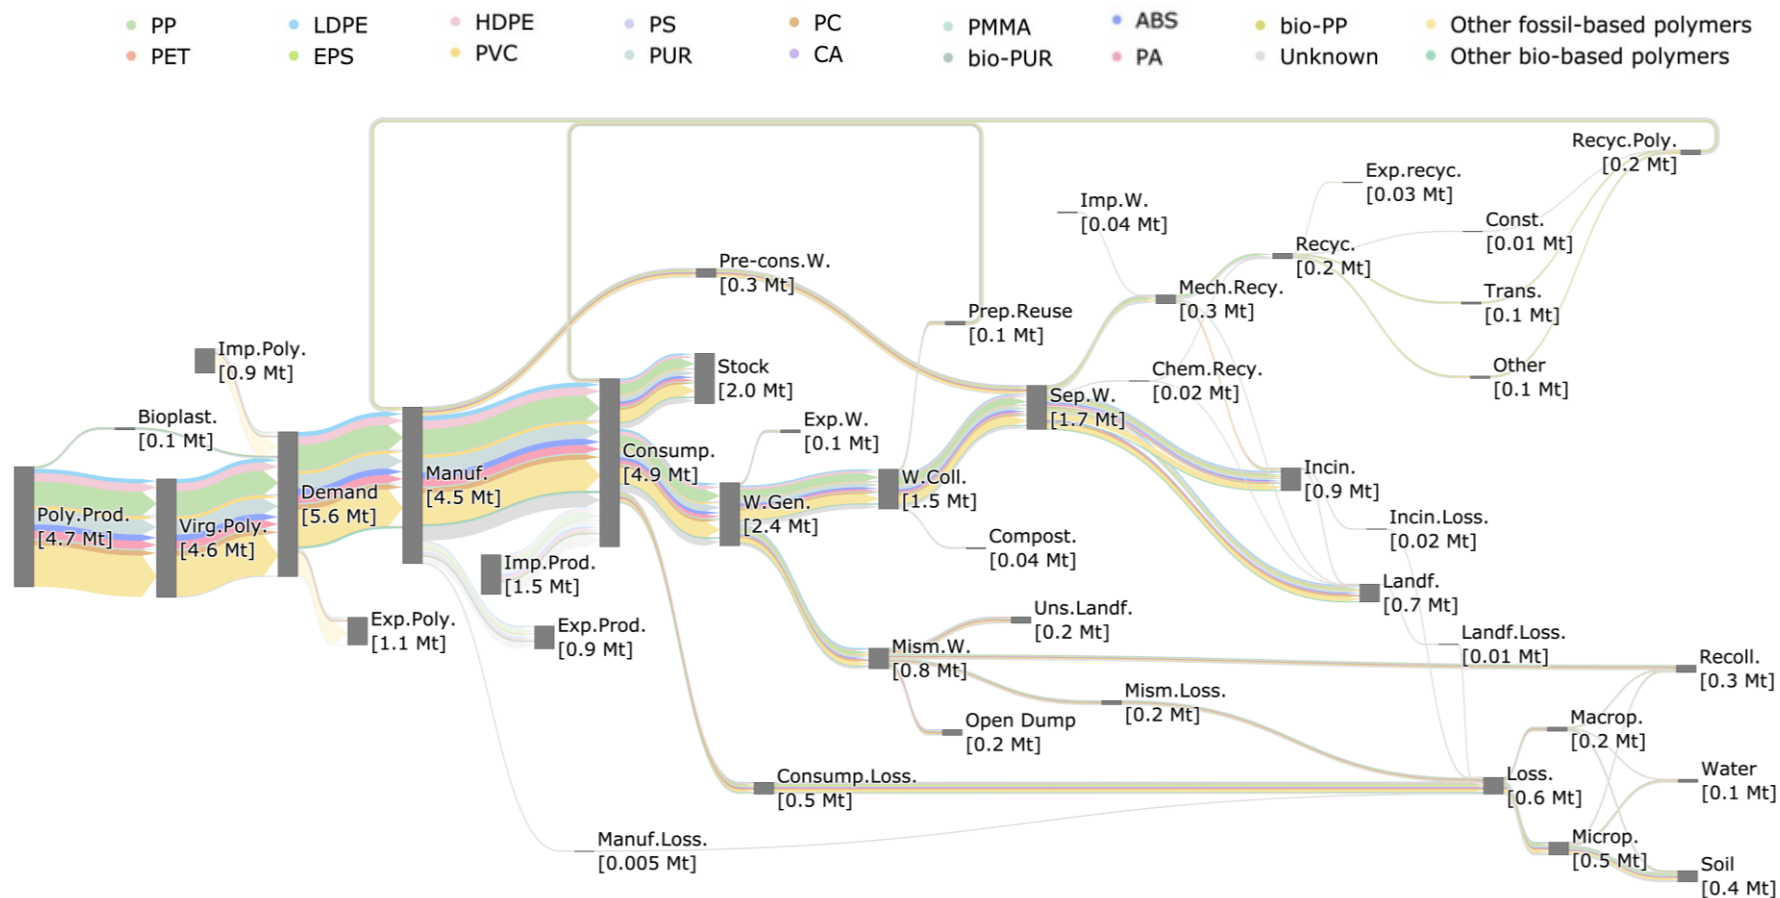 PP
LDPE
HDPE
PS
PC
PMMA
ABS
bio-PP
Other fossil-based polymers
PET
EPS
PVC
PUR
CA
bio-PUR
PA
Unknown
Other bio-based polymers
Recyc.Poly.
[0.2 Mt]
Exp.recyc.
[0.03 Mt]
Imp.W.
[0.04 Mt]
Const.
[0.01 Mt]
Recyc.
[0.2 Mt]
Pre-cons.W.
[0.3 Mt]
Mech.Recy.
[0.3 Mt]
Trans.
[0.1 Mt]
Prep.Reuse
[0.1 Mt]
Imp.Poly.
[0.9 Mt]
Stock
[2.0 Mt]
Chem.Recy.
[0.02 Mt]
Other
[0.1 Mt]
Sep.W.
[1.7 Mt]
Bioplast.
[0.1 Mt]
Exp.W.
[0.1 Mt]
Consump.
[4.9 Mt]
Manuf.
[4.5 Mt]
W.Coll.
[1.5 Mt]
Incin.
[0.9 Mt]
Demand
[5.6 Mt]
W.Gen.
[2.4 Mt]
Poly.Prod.
[4.7 Mt]
Virg.Poly.
[4.6 Mt]
Incin.Loss.
[0.02 Mt]
Compost.
[0.04 Mt]
Imp.Prod.
[1.5 Mt]
Landf.
[0.7 Mt]
Uns.Landf.
[0.2 Mt]
Exp.Poly.
[1.1 Mt]
Exp.Prod.
[0.9 Mt]
Landf.Loss.
[0.01 Mt]
Mism.W.
[0.8 Mt]
Recoll.
[0.3 Mt]
Mism.Loss.
[0.2 Mt]
Open Dump
[0.2 Mt]
Macrop.
[0.2 Mt]
Consump.Loss.
[0.5 Mt]
Loss.
[0.6 Mt]
Water
[0.1 Mt]
Manuf.Loss.
[0.005 Mt]
Microp.
[0.5 Mt]
Soil
[0.4 Mt]